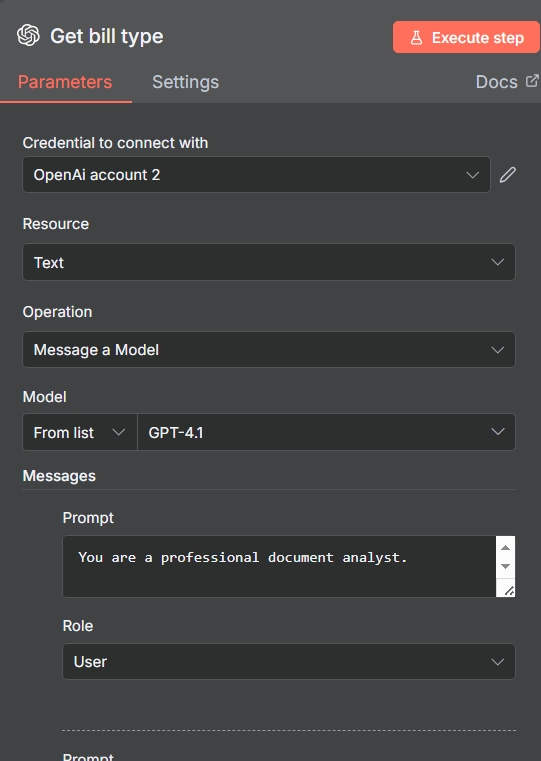 Get bill type
Execute step
Parameters Settings Docs
Credential to connect with
OpenAi account 2
Resource
Text
Operation
Message a Model
Model
From list GPT-4.1
Messages
Prompt
You are a professional document analyst.
Role
User
Prompt